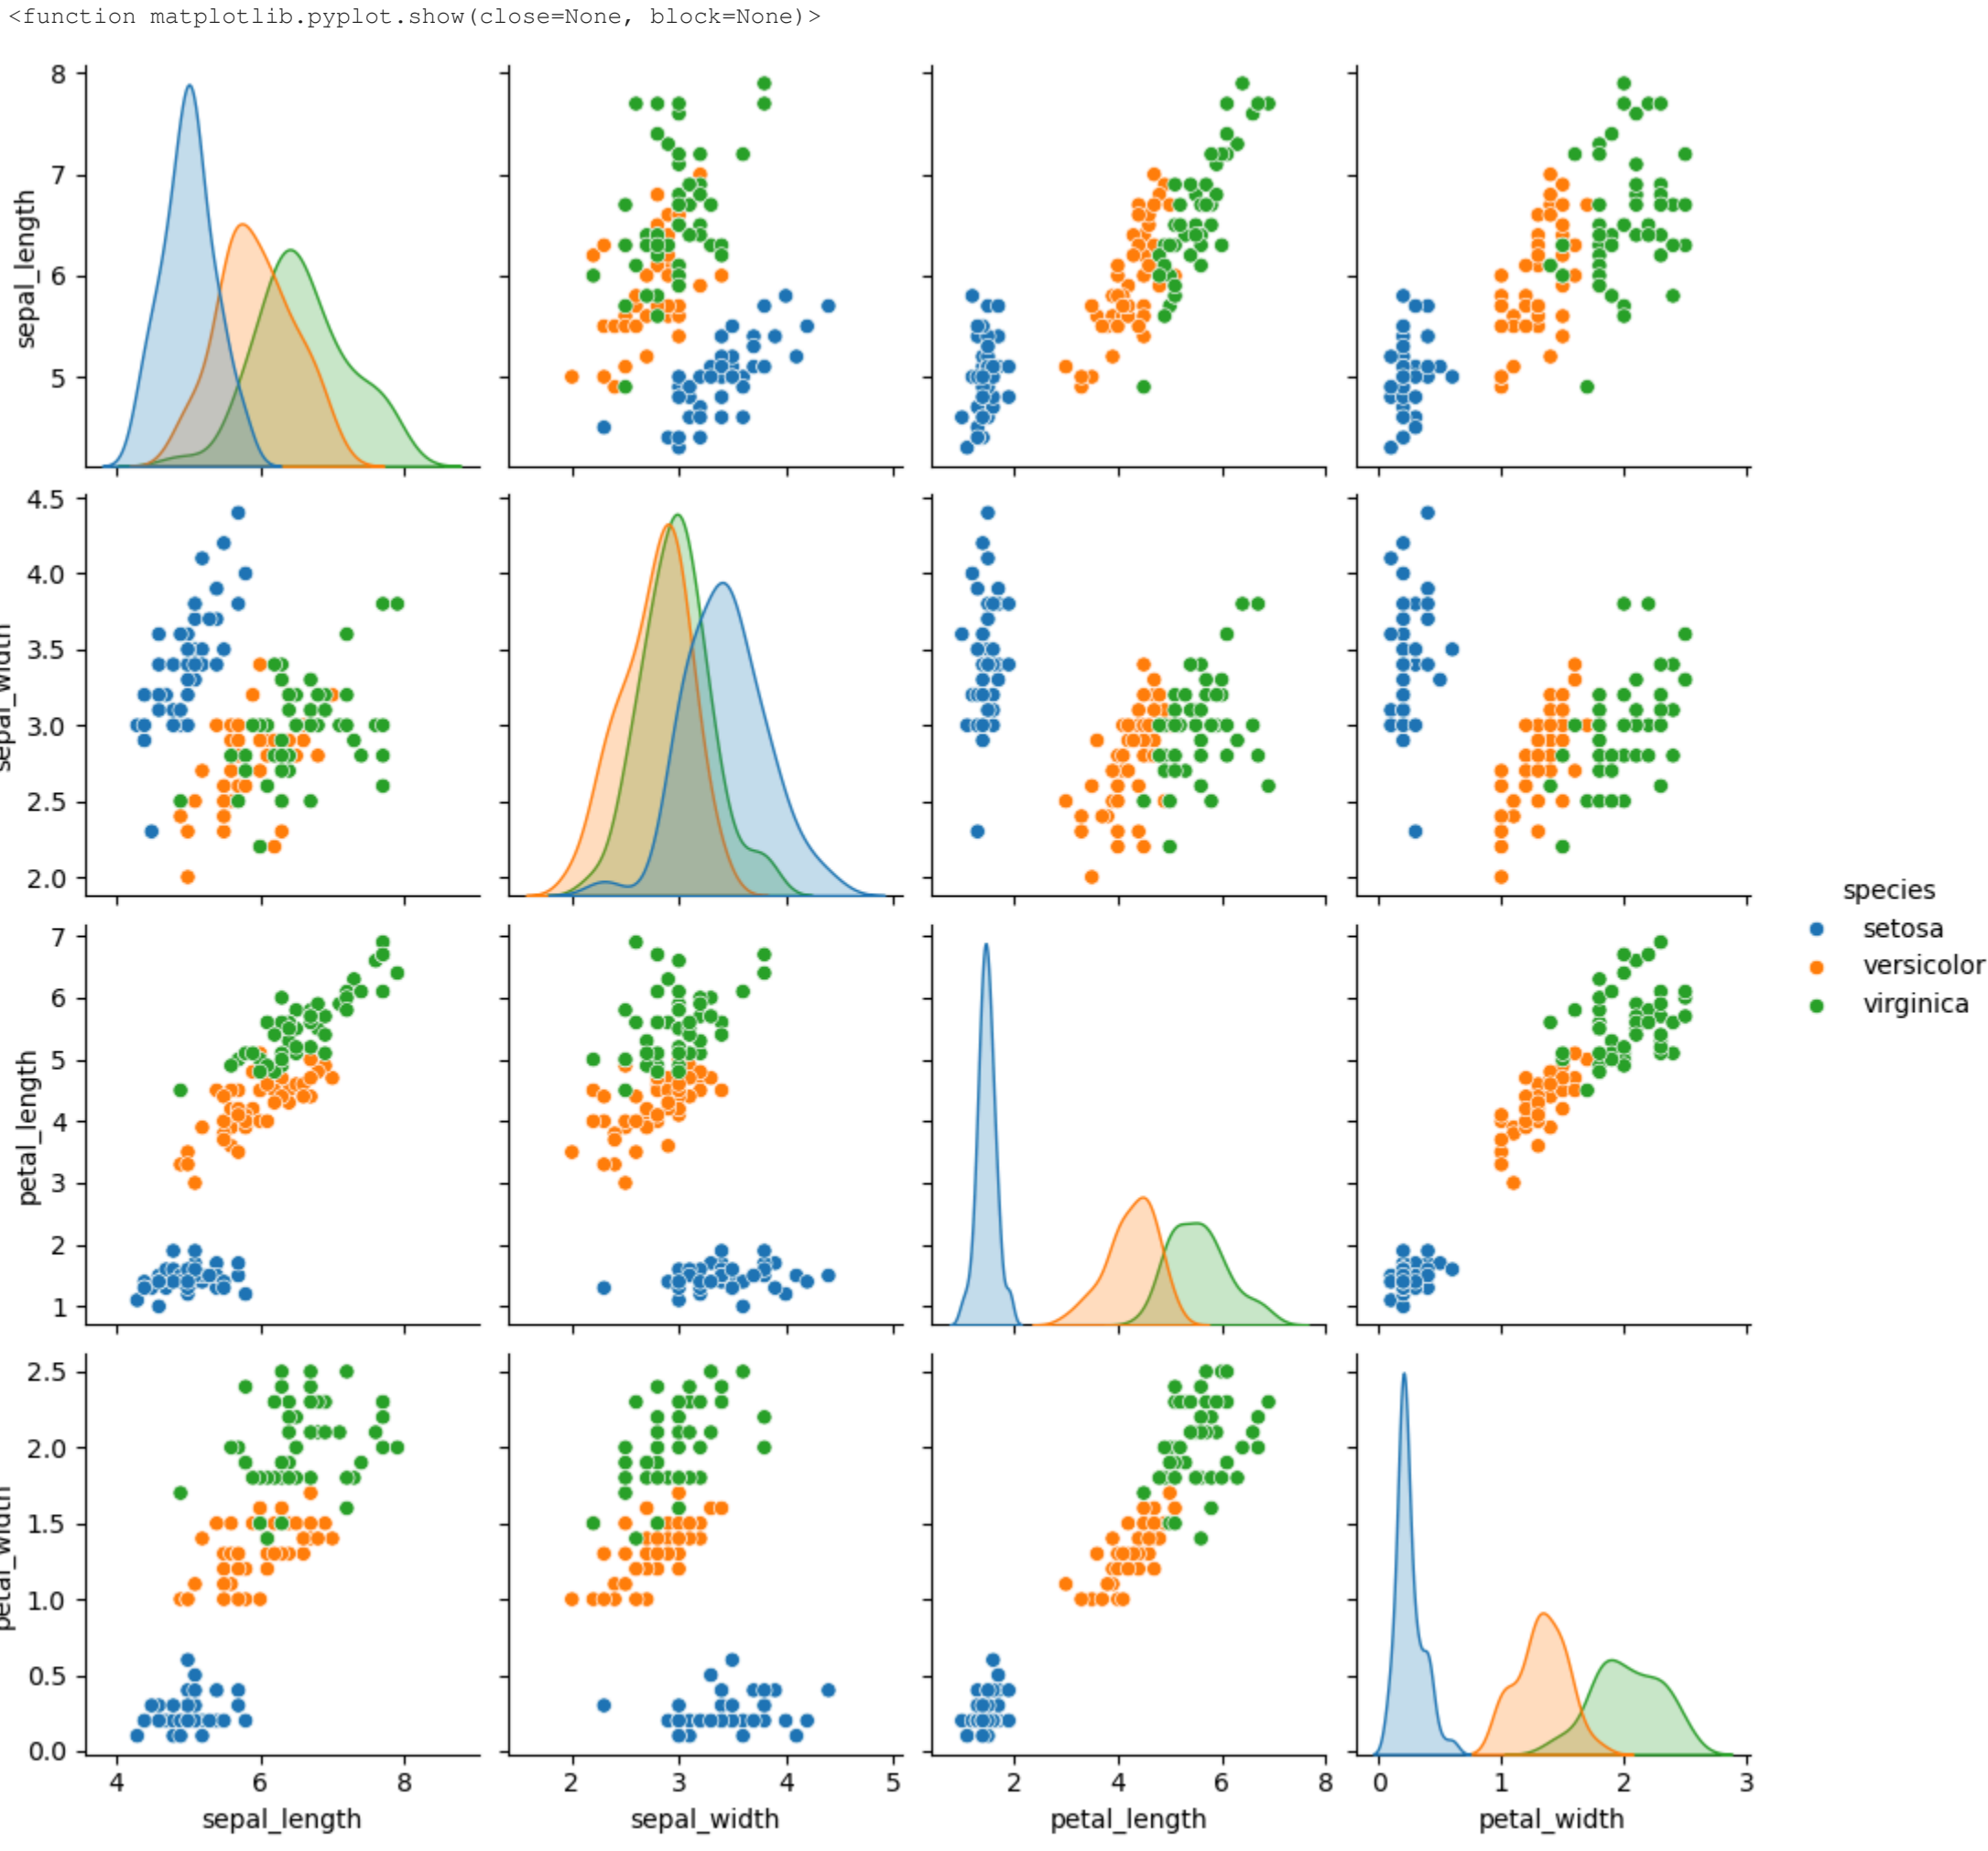 <function matplotlib.pyplot.show(close=None, block=None)>
8
7
6
5
sepal_length
4.5
4.0
3.5
3.0
2.5
2.0
sepal_width
7
6
5
4
3
2
1
petal_length
2.5
2.0
1.5
1.0
0.5
0.0
petal_width
4 6 8
sepal_length
2 3 4 5
sepal_width
2 4 6 8
petal_length
0 1 2 3
petal_width
species
setosa
versicolor
virginica